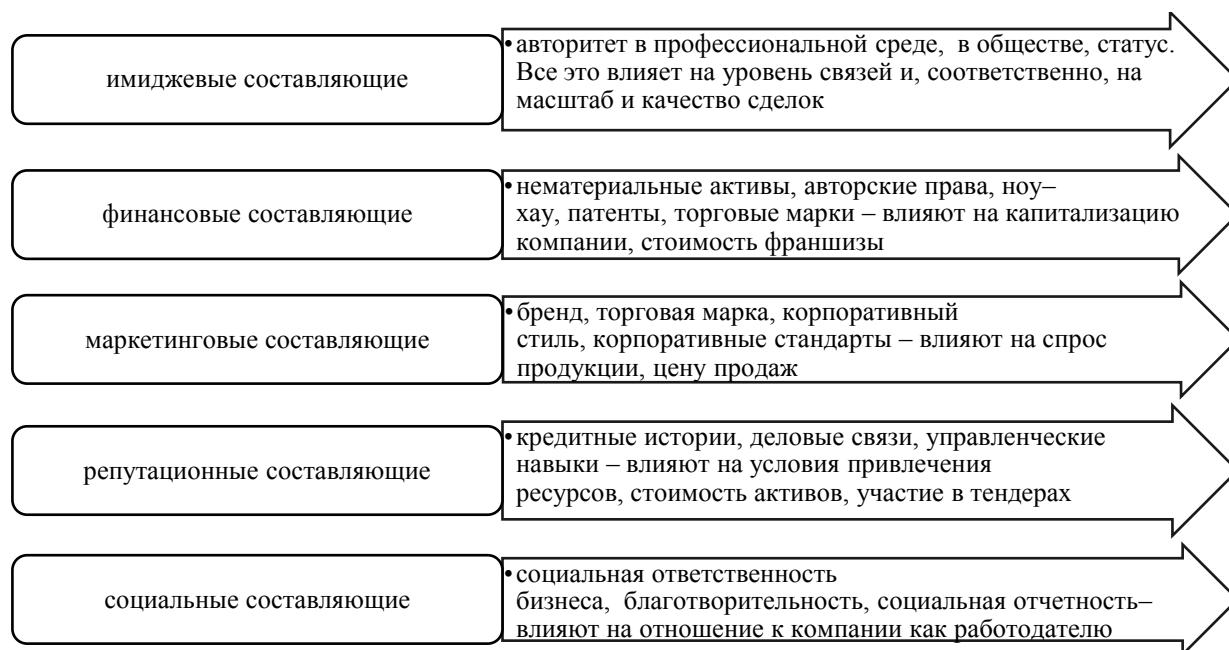 имиджевые составляющие
•авторитет в профессиональной среде, в обществе, статус.
Все это влияет на уровень связей и, соответственно, на
масштаб и качество сделок
финансовые составляющие
•нематериальные активы, авторские права, ноу–
хау, патенты, торговые марки – влияют на капитализацию
компании, стоимость франшизы
маркетинговые составляющие
•бренд, торговая марка, корпоративный
стиль, корпоративные стандарты – влияют на спрос
продукции, цену продаж
репутационные составляющие
•кредитные истории, деловые связи, управленческие
навыки – влияют на условия привлечения
ресурсов, стоимость активов, участие в тендерах
социальные составляющие
•социальная ответственность
бизнеса, благотворительность, социальная отчетность–
влияют на отношение к компании как работодателю